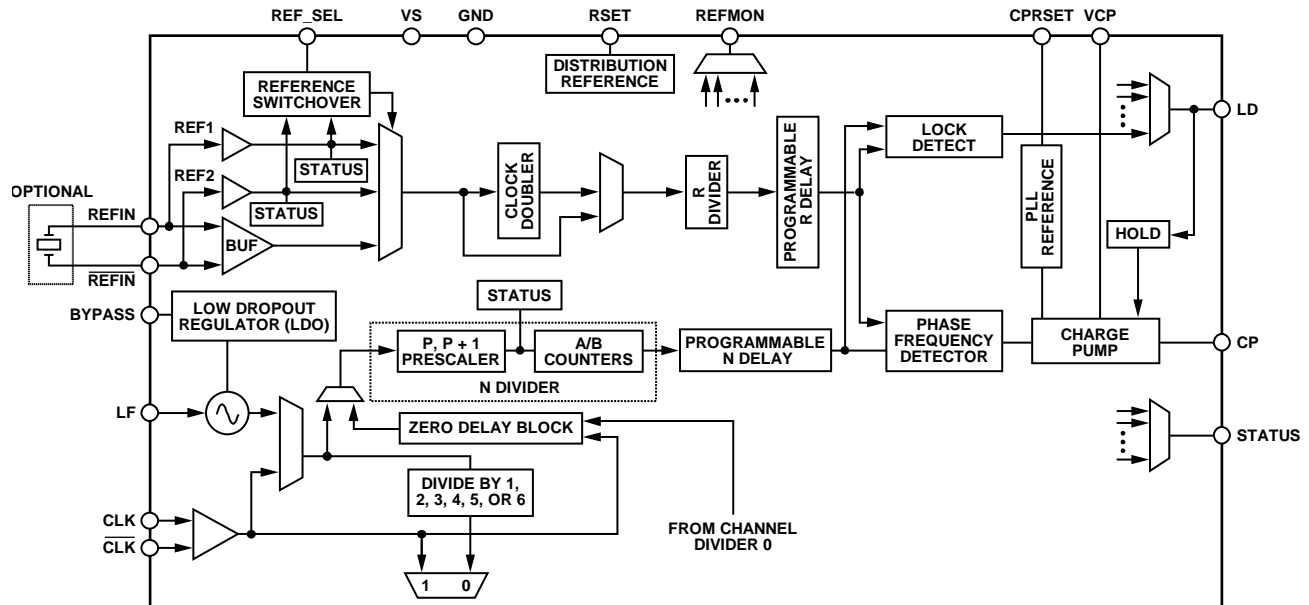 REF_SEL
VS
GND
RSET
REFMON
CPRSET
VCP
DISTRIBUTION
REFERENCE
REFERENCE
SWITCHOVER
REF1
STATUS
REF2
STATUS
OPTIONAL
REFIN
BUF
REFIN
CLOCK
DOUBLER
R
DIVIDER
PROGRAMMABLE
R DELAY
LOCK
DETECT
LD
PLL
REFERENCE
HOLD
BYPASS
LOW DROPOUT
REGULATOR (LDO)
STATUS
P, P + 1
PRESCALER
A/B
COUNTERS
N DIVIDER
PROGRAMMABLE
N DELAY
PHASE
FREQUENCY
DETECTOR
CHARGE
PUMP
CP
LF
ZERO DELAY BLOCK
STATUS
DIVIDE BY 1,
2, 3, 4, 5, OR 6
CLK
CLK
FROM CHANNEL
DIVIDER 0
1 0